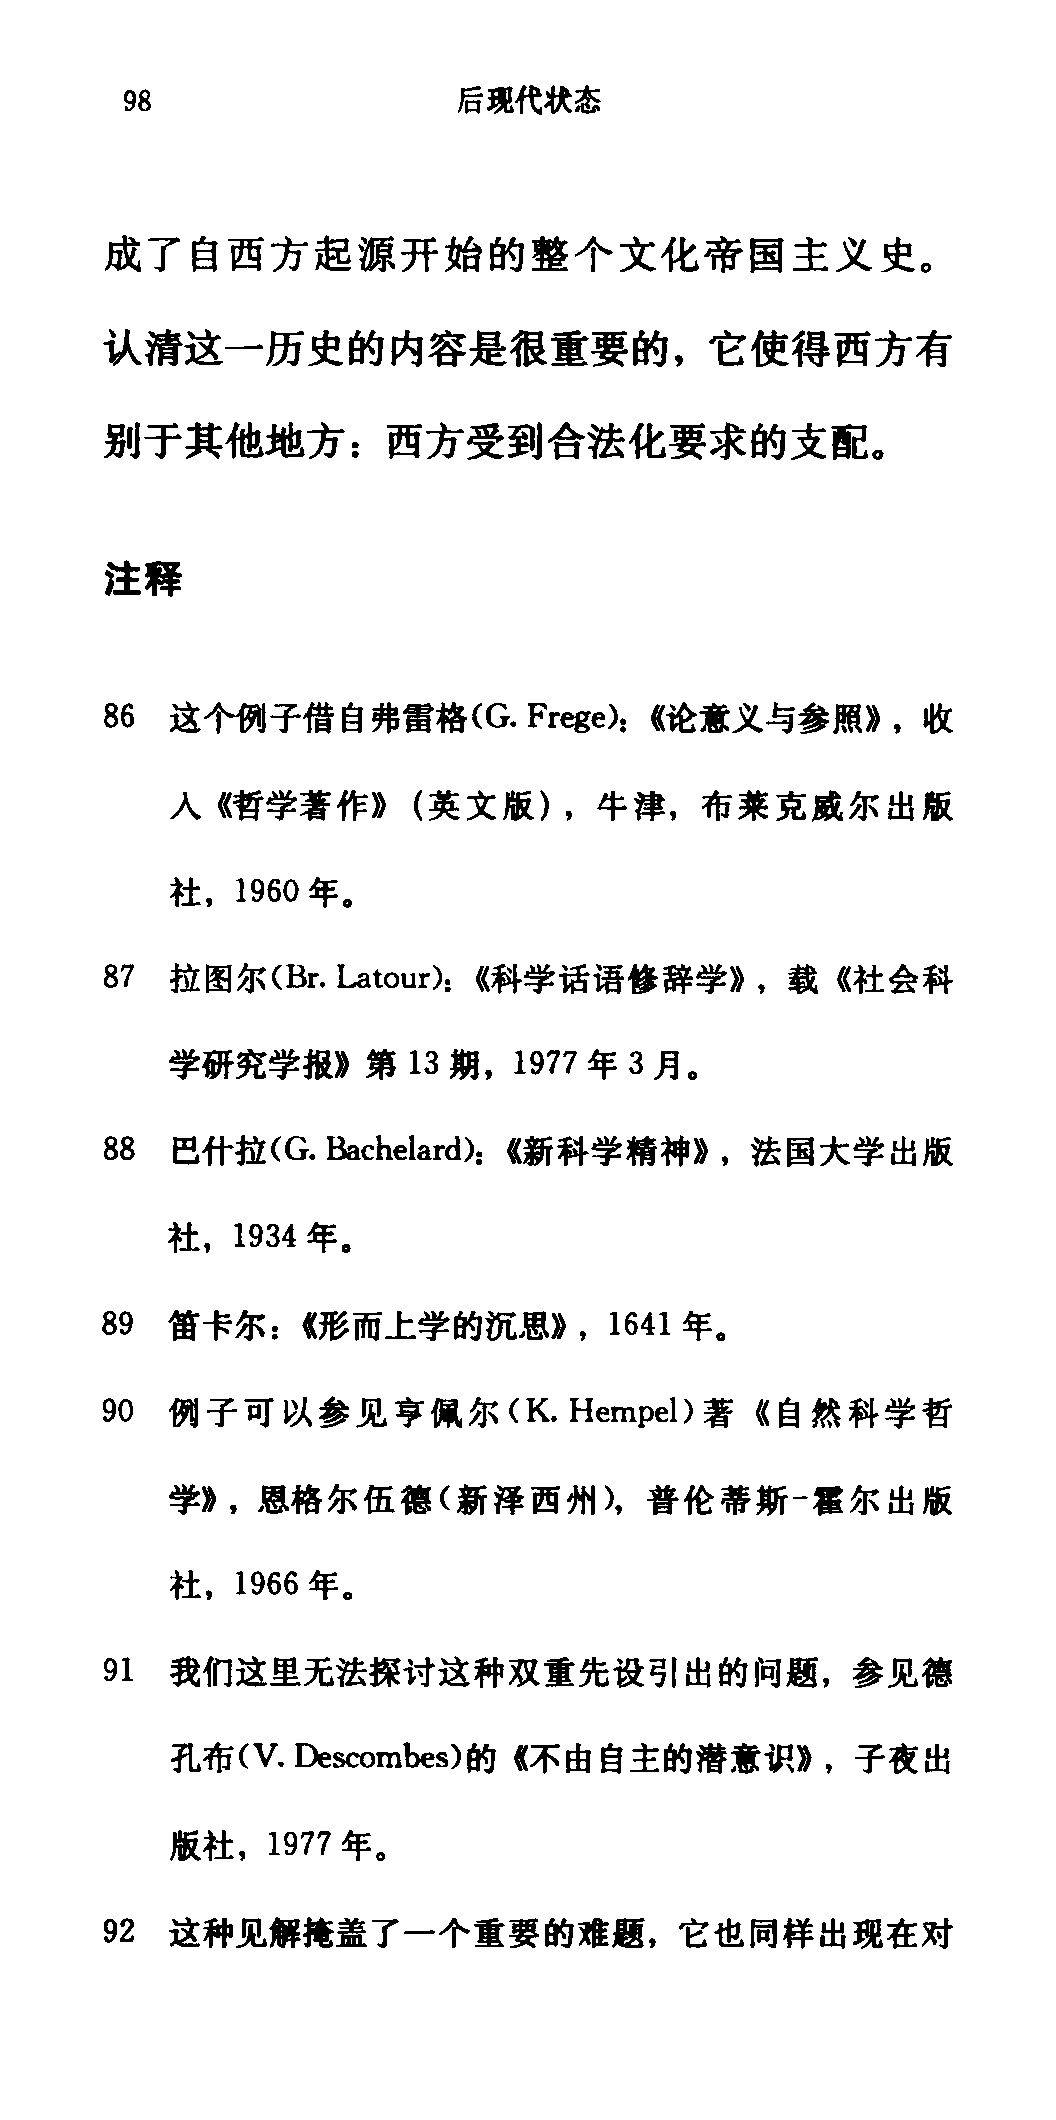 98 后现代状态
成了自西方起源开始的整个文化帝国主义史。
认清这一历史的内容是很重要的，它使得西方有
别于其他地方：西方受到合法化要求的支配。
注释
86 这个例子借自弗雷格(G. Frege)：《论意义与参照》，收
入《哲学著作》（英文版），牛津，布莱克威尔出版
社，1960 年。
87 拉图尔(Br. Latour)：《科学话语修辞学》，载《社会科
学研究学报》第 13 期，1977 年 3 月。
88 巴什拉(G. Bachelard)：《新科学精神》，法国大学出版
社，1934 年。
89 笛卡尔：《形而上学的沉思》，1641 年。
90 例子可以参见亨佩尔(K. Hempel)著《自然科学哲
学》，恩格尔伍德(新泽西州)，普伦蒂斯-霍尔出版
社，1966 年。
91 我们这里无法探讨这种双重先设引出的问题，参见德
孔布(V. Descombes)的《不由自主的潜意识》，子夜出
版社，1977 年。
92 这种见解掩盖了一个重要的难题，它也同样出现在对